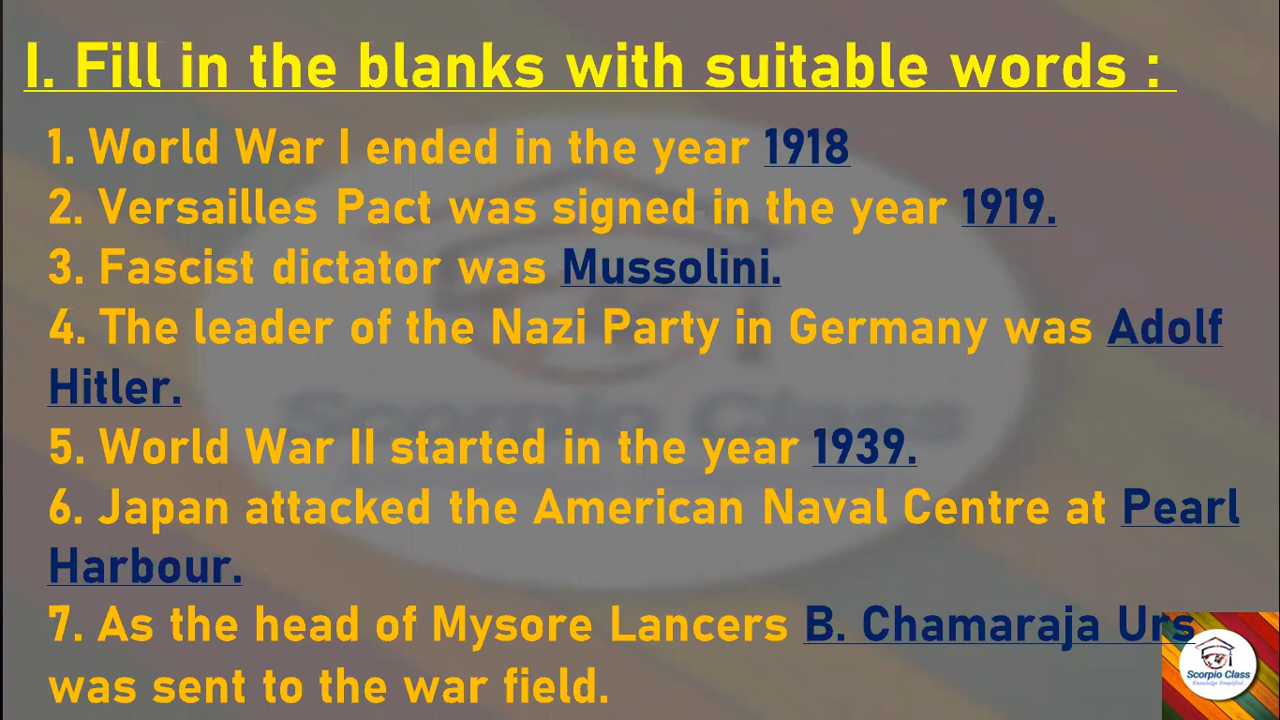 I. Fill in the blanks with suitable words :
1. World War I ended in the year 1918
2. Versailles Pact was signed in the year 1919.
3. Fascist dictator was Mussolini.
4. The leader of the Nazi Party in Germany was Adolf
Hitler.
5. World War II started in the year 1939.
6. Japan attacked the American Naval Centre at Pearl
Harbour.
7. As the head of Mysore Lancers B. Chamaraja Urs
was sent to the war field.
Scorpio Class
Scorpio Class
Knowledge Simplified...